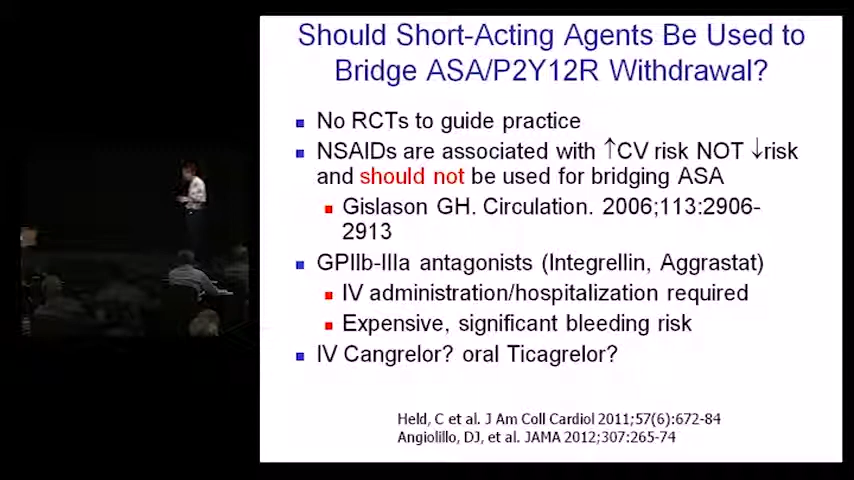 Should Short-Acting Agents Be Used to
Bridge ASA/P2Y12R Withdrawal?
No RCTs to guide practice
NSAIDs are associated with ↑CV risk NOT ↓risk
and should not be used for bridging ASA
Gislason GH. Circulation. 2006;113:2906-
2913
GPIIb-IIIa antagonists (Integrellin, Aggrastat)
IV administration/hospitalization required
Expensive, significant bleeding risk
IV Cangrelor? oral Ticagrelor?
Held, C et al. J Am Coll Cardiol 2011;57(6):672-84
Angiolillo, DJ, et al. JAMA 2012;307:265-74